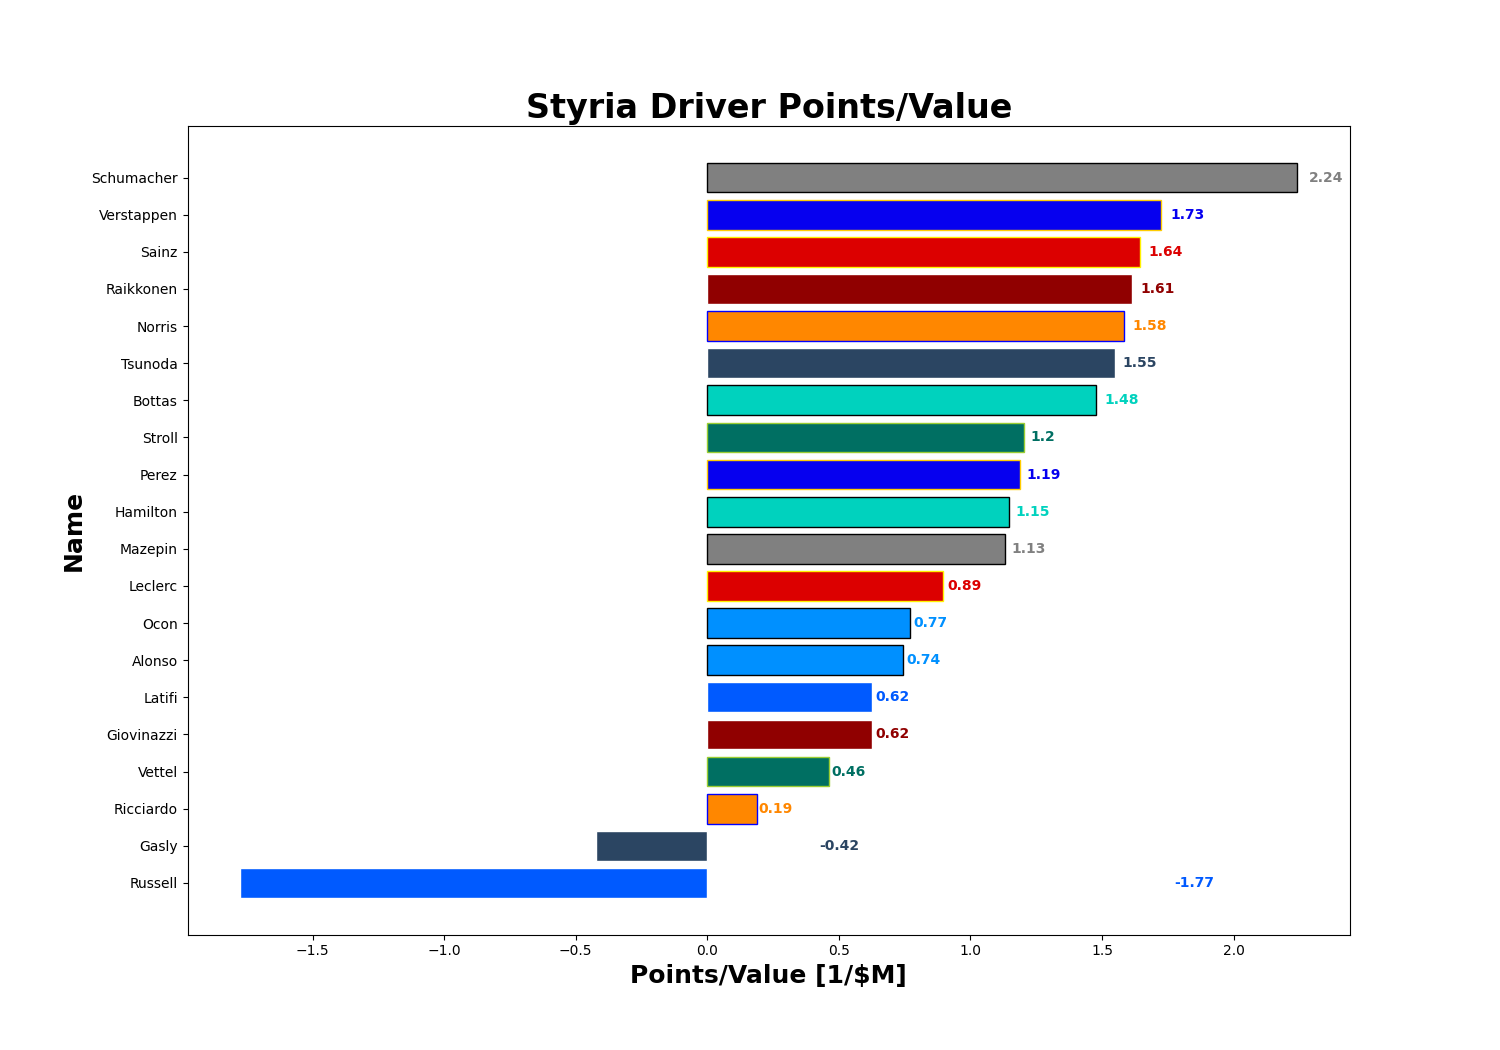 Styria Driver Points/Value
Name
Schumacher 2.24
Verstappen 1.73
Sainz 1.64
Raikkonen 1.61
Norris 1.58
Tsunoda 1.55
Bottas 1.48
Stroll 1.2
Perez 1.19
Hamilton 1.15
Mazepin 1.13
Leclerc 0.89
Ocon 0.77
Alonso 0.74
Latifi 0.62
Giovinazzi 0.62
Vettel 0.46
Ricciardo 0.19
Gasly -0.42
Russell -1.77
−1.5 −1.0 −0.5 0.0 0.5 1.0 1.5 2.0
Points/Value [1/$M]